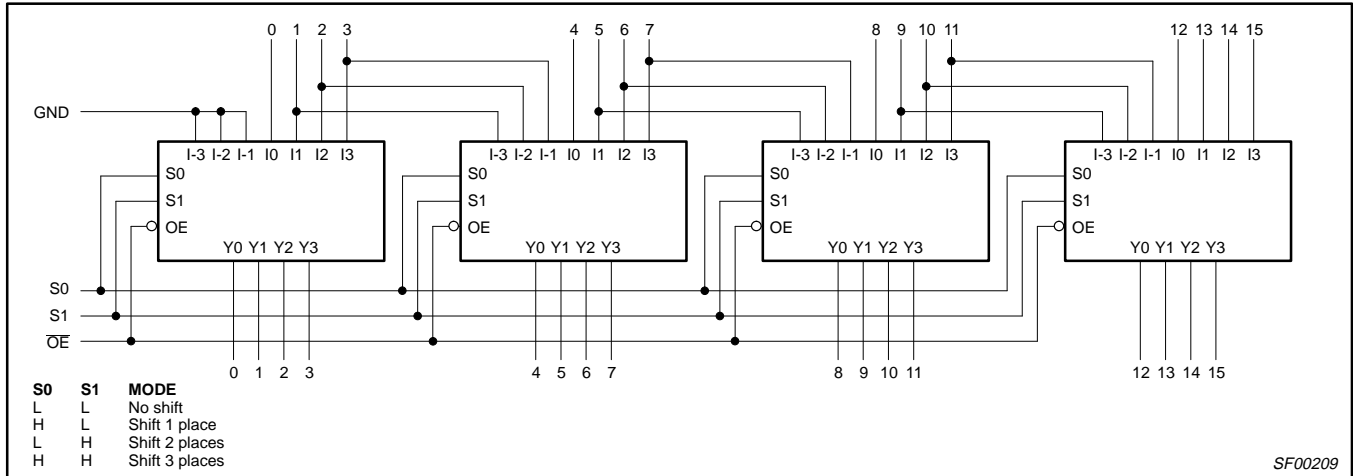 0 1 2 3 4 5 6 7 8 9 10 11 12 13 14 15
GND
I-3 I-2 I-1 I0 I1 I2 I3 I-3 I-2 I-1 I0 I1 I2 I3 I-3 I-2 I-1 I0 I1 I2 I3 I-3 I-2 I-1 I0 I1 I2 I3
S0 S0 S0 S0
S1 S1 S1 S1
OE OE OE OE
Y0 Y1 Y2 Y3 Y0 Y1 Y2 Y3 Y0 Y1 Y2 Y3 Y0 Y1 Y2 Y3
S0
S1
OE
0 1 2 3 4 5 6 7 8 9 10 11 12 13 14 15
S0 S1 MODE
L L No shift
H L Shift 1 place
L H Shift 2 places
H H Shift 3 places
SF00209